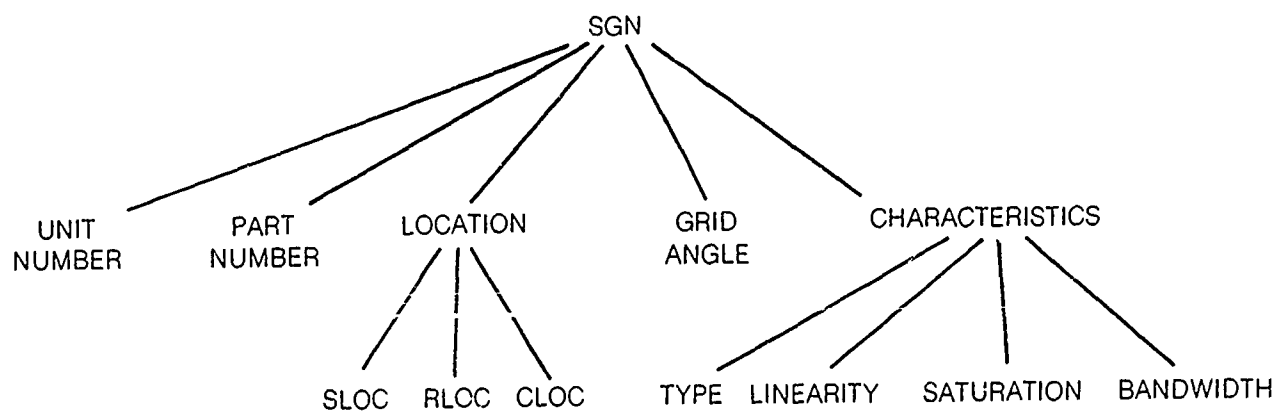 SGN
UNIT
NUMBER
PART
NUMBER
LOCATION
GRID
ANGLE
CHARACTERISTICS
SLOC
RLOC
CLOC
TYPE
LINEARITY
SATURATION
BANDWIDTH